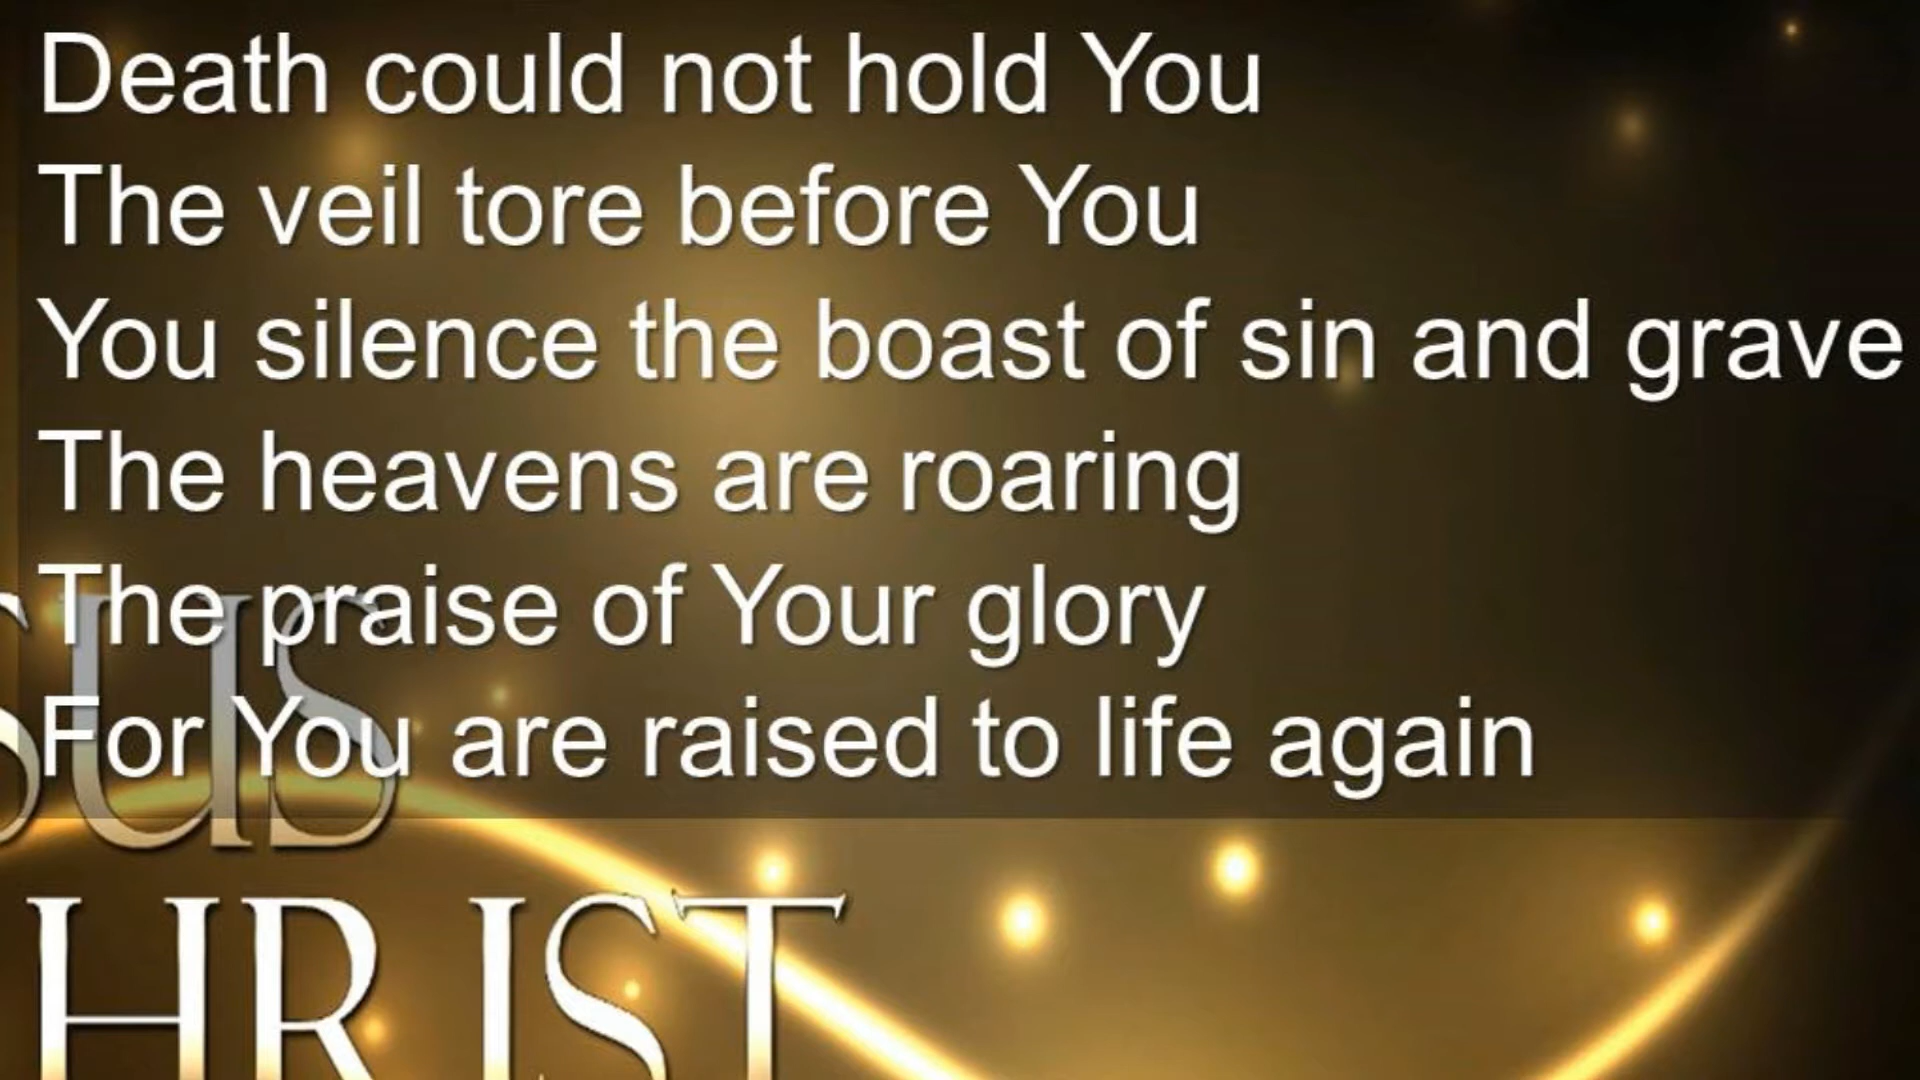 Death could not hold You
The veil tore before You
You silence the boast of sin and grave
The heavens are roaring
The praise of Your glory
For You are raised to life again
SUS
HRIST